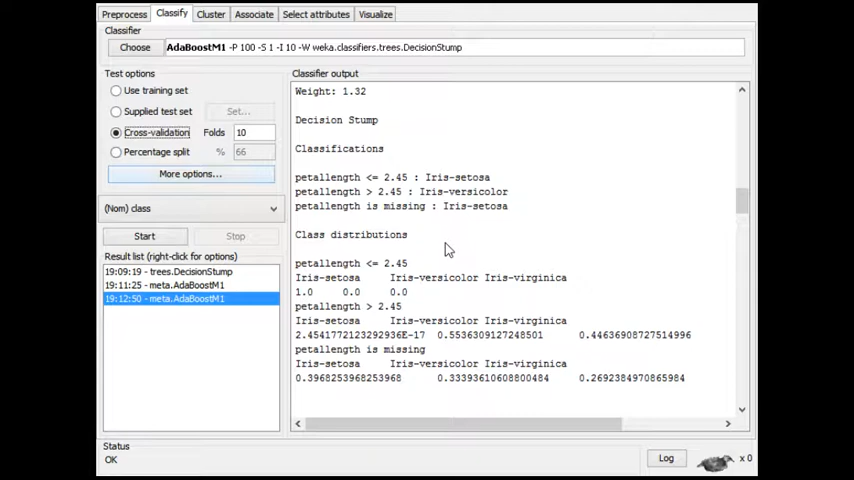 Preprocess Classify Cluster Associate Select attributes Visualize
Classifier
Choose AdaBoostM1 -P 100 -S 1 -I 10 -W weka.classifiers.trees.DecisionStump
Test options
Use training set
Supplied test set Set...
Cross-validation Folds 10
Percentage split % 66
More options...
(Nom) class
Start Stop
Result list (right-click for options)
19:09:19 - trees.DecisionStump
19:11:25 - meta.AdaBoostM1
19:12:50 - meta.AdaBoostM1
Classifier output
Weight: 1.32
Decision Stump
Classifications
petallength <= 2.45 : Iris-setosa
petallength > 2.45 : Iris-versicolor
petallength is missing : Iris-setosa
Class distributions
petallength <= 2.45
Iris-setosa Iris-versicolor Iris-virginica
1.0 0.0 0.0
petallength > 2.45
Iris-setosa Iris-versicolor Iris-virginica
2.4541772123292936E-17 0.5536309127248501 0.44636908727514996
petallength is missing
Iris-setosa Iris-versicolor Iris-virginica
0.3968253968253968 0.33393610608800484 0.2692384970865984
Status
OK
Log x 0